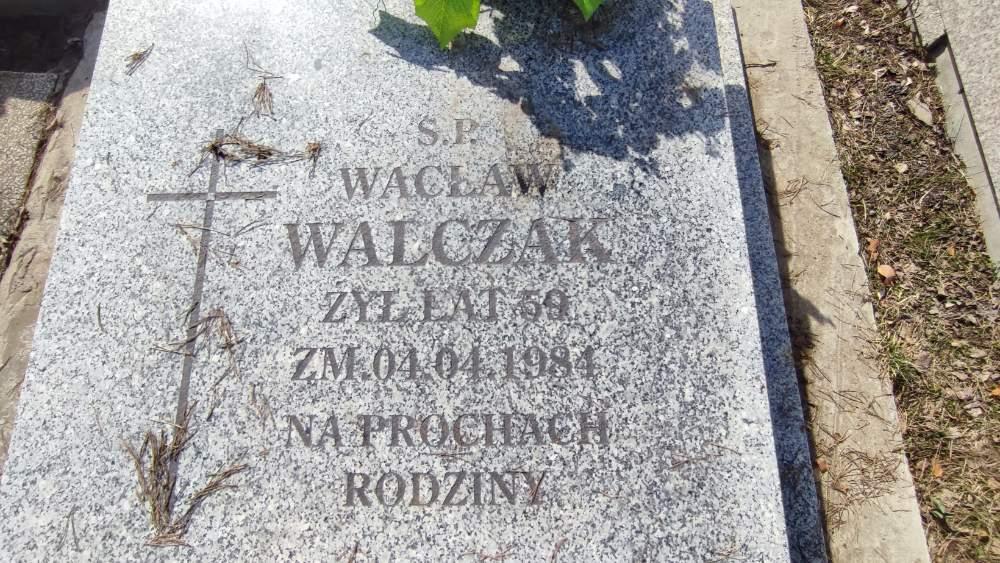 Ś.P.
WACŁAW
WALCZAK
ŻYŁ LAT 59
ZM.04.04.1984
NA PROCHACH
RODZINY